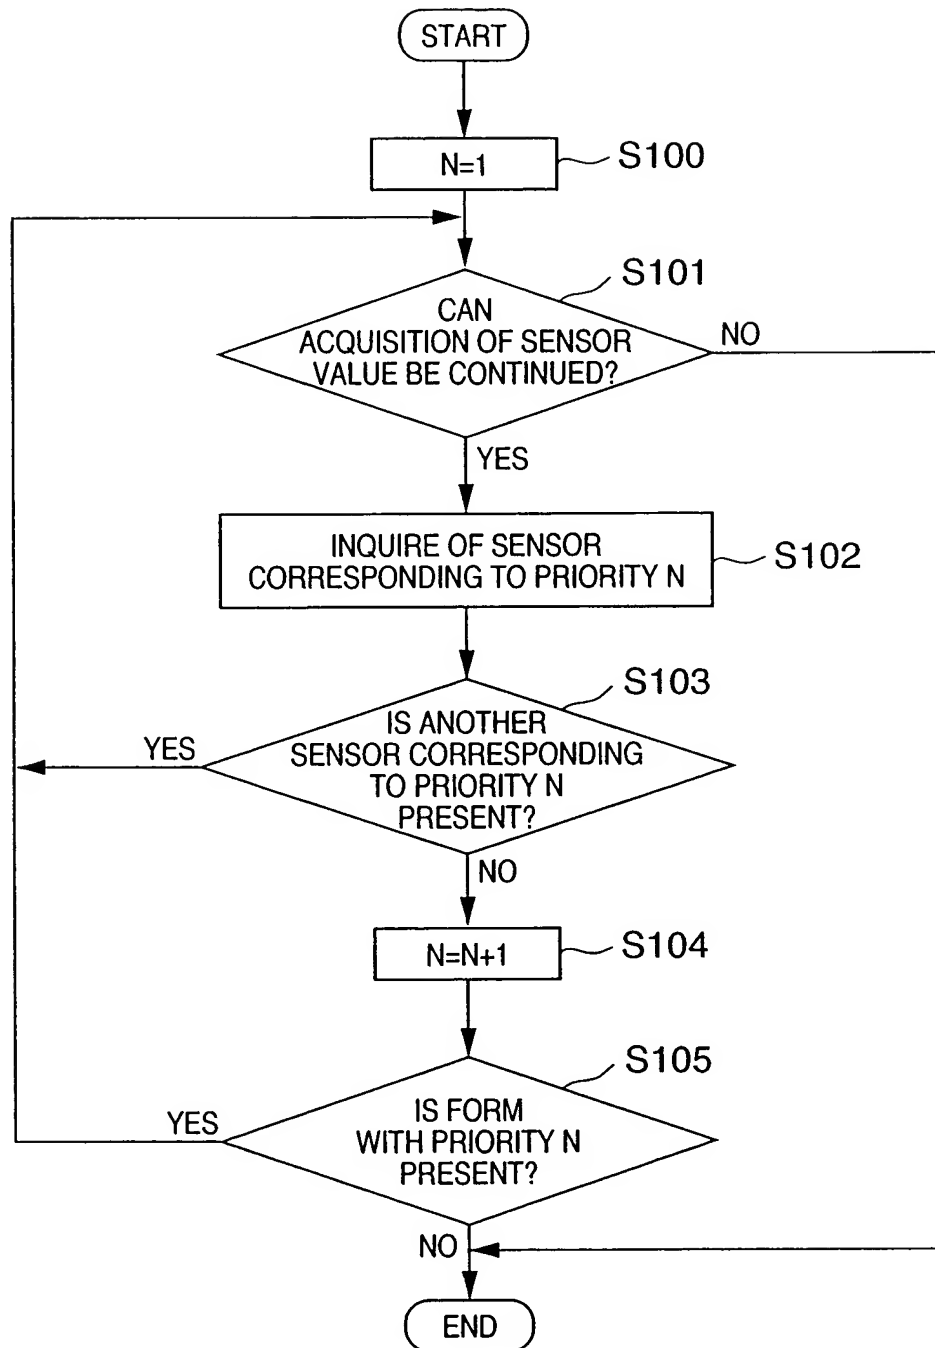 START
N=1
S100
S101
CAN
ACQUISITION OF SENSOR
VALUE BE CONTINUED?
NO
YES
INQUIRE OF SENSOR
CORRESPONDING TO PRIORITY N
S102
S103
IS ANOTHER
SENSOR CORRESPONDING
TO PRIORITY N
PRESENT?
YES
NO
N=N+1
S104
S105
IS FORM
WITH PRIORITY N
PRESENT?
YES
NO
END